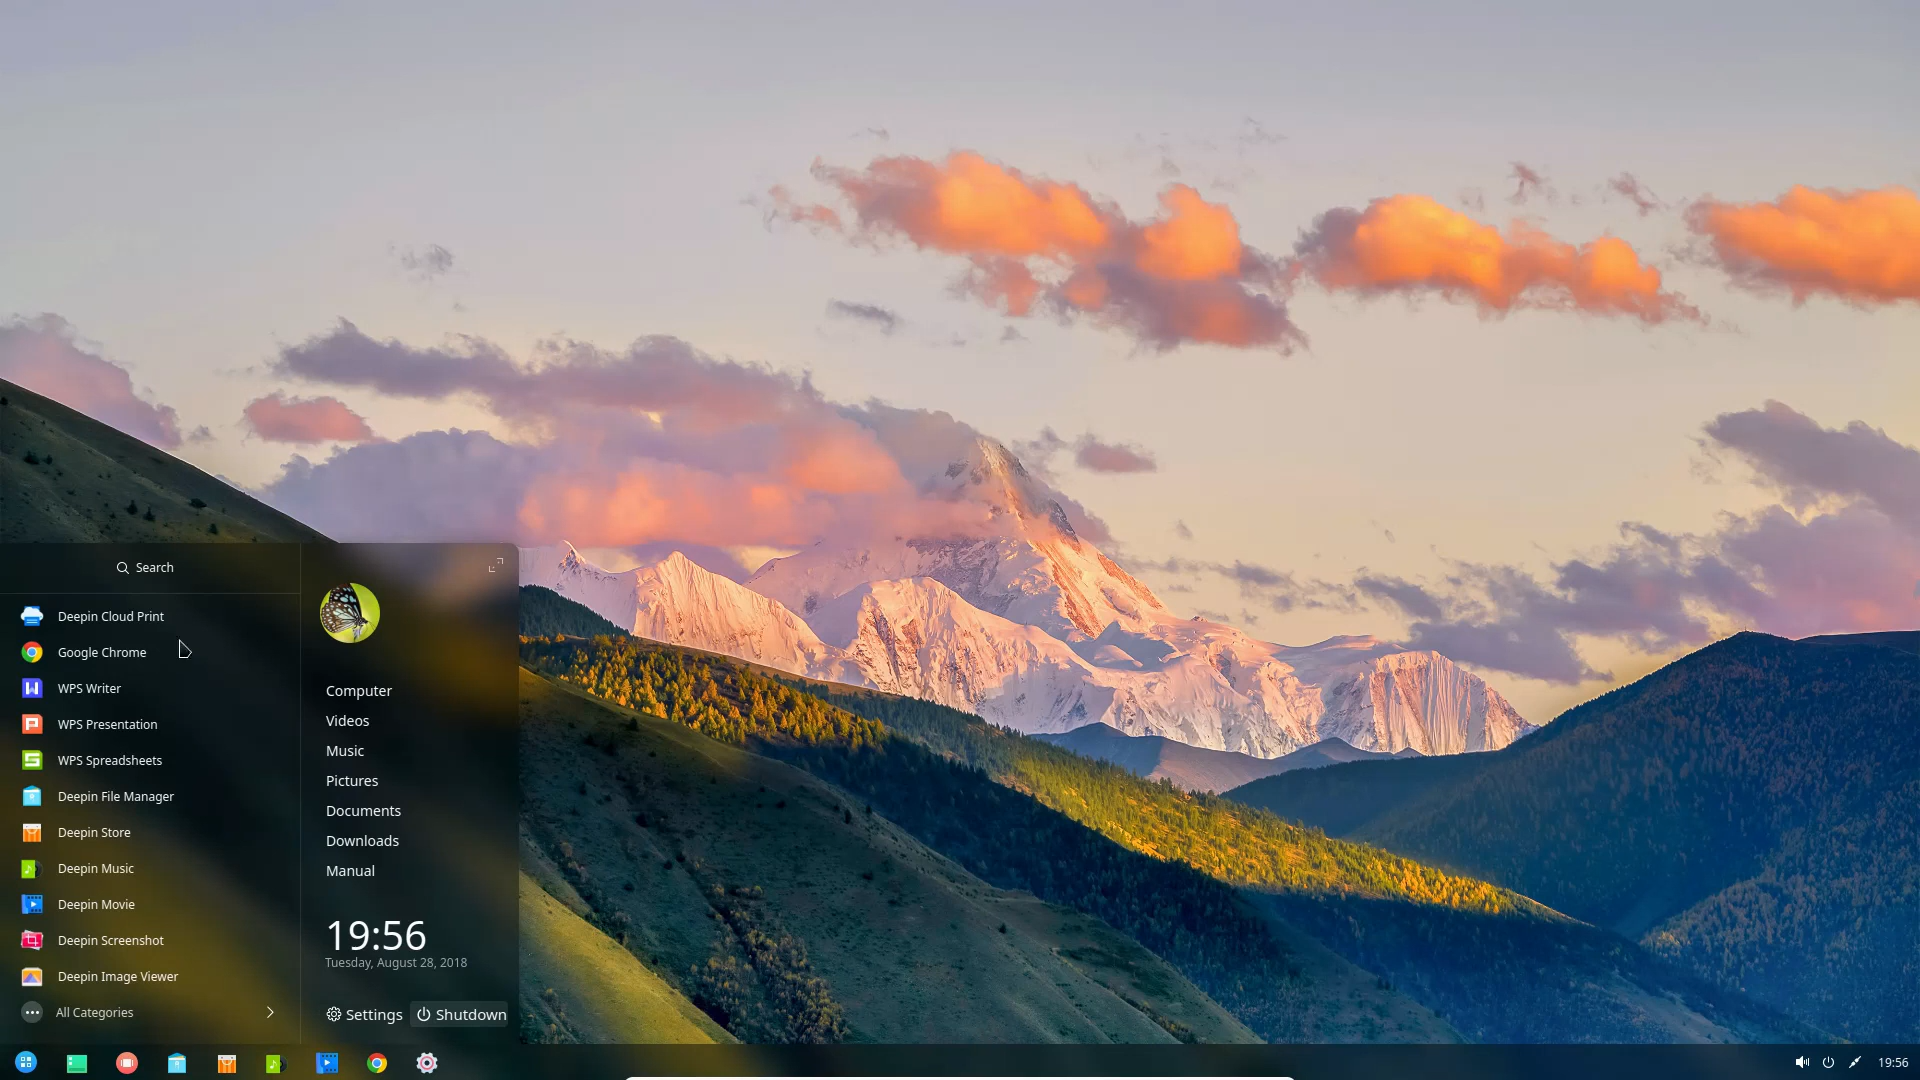 Search
Deepin Cloud Print
Google Chrome
WPS Writer
WPS Presentation
WPS Spreadsheets
Deepin File Manager
Deepin Store
Deepin Music
Deepin Movie
Deepin Screenshot
Deepin Image Viewer
All Categories
Computer
Videos
Music
Pictures
Documents
Downloads
Manual
19:56
Tuesday, August 28, 2018
Settings
Shutdown
19:56